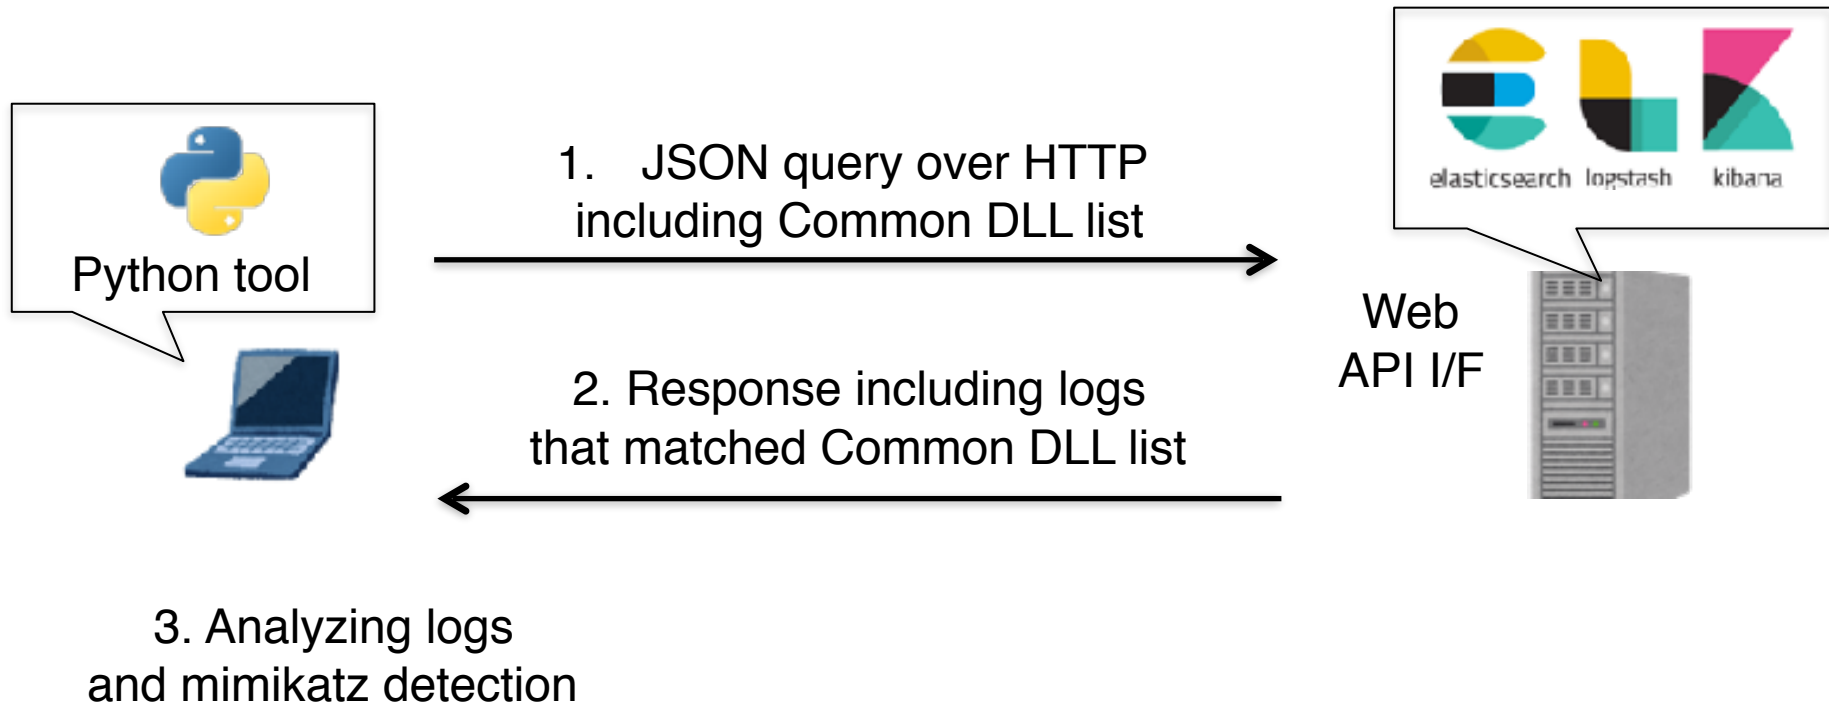 Python tool
1. JSON query over HTTP
including Common DLL list
elasticsearch logstash kibana
Web
API I/F
2. Response including logs
that matched Common DLL list
3. Analyzing logs
and mimikatz detection